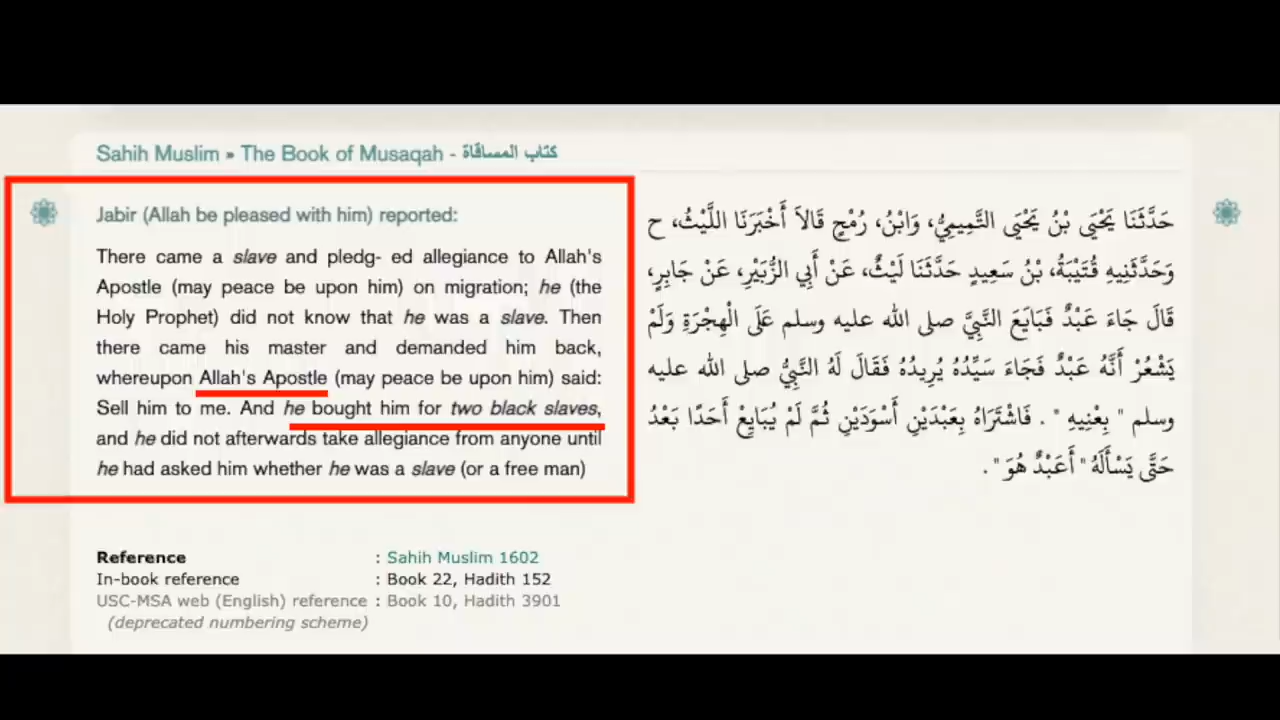 Sahih Muslim » The Book of Musaqah - كتاب المساقاة
Jabir (Allah be pleased with him) reported:
There came a slave and pledg- ed allegiance to Allah's
Apostle (may peace be upon him) on migration; he (the
Holy Prophet) did not know that he was a slave. Then
there came his master and demanded him back,
whereupon Allah's Apostle (may peace be upon him) said:
Sell him to me. And he bought him for two black slaves,
and he did not afterwards take allegiance from anyone until
he had asked him whether he was a slave (or a free man)
حَدَّثَنَا يَحْيَى بْنُ يَحْيَى التَّمِيمِيُّ، وَابْنُ، رُمْحٍ قَالاَ أَخْبَرَنَا اللَّيْثُ، ح
وَحَدَّثَنِيهِ قُتَيْبَةُ، بْنُ سَعِيدٍ حَدَّثَنَا لَيْثٌ، عَنْ أَبِي الزُّبَيْرِ، عَنْ جَابِرٍ،
قَالَ جَاءَ عَبْدٌ فَبَايَعَ النَّبِيَّ صلى الله عليه وسلم عَلَى الْهِجْرَةِ وَلَمْ
يَشْعُرْ أَنَّهُ عَبْدٌ فَجَاءَ سَيِّدُهُ يُرِيدُهُ فَقَالَ لَهُ النَّبِيُّ صلى الله عليه
وسلم " بِعْنِيهِ " . فَاشْتَرَاهُ بِعَبْدَيْنِ أَسْوَدَيْنِ ثُمَّ لَمْ يُبَايِعْ أَحَدًا بَعْدُ
حَتَّى يَسْأَلَهُ " أَعَبْدٌ هُوَ " .
Reference : Sahih Muslim 1602
In-book reference : Book 22, Hadith 152
USC-MSA web (English) reference : Book 10, Hadith 3901
(deprecated numbering scheme)